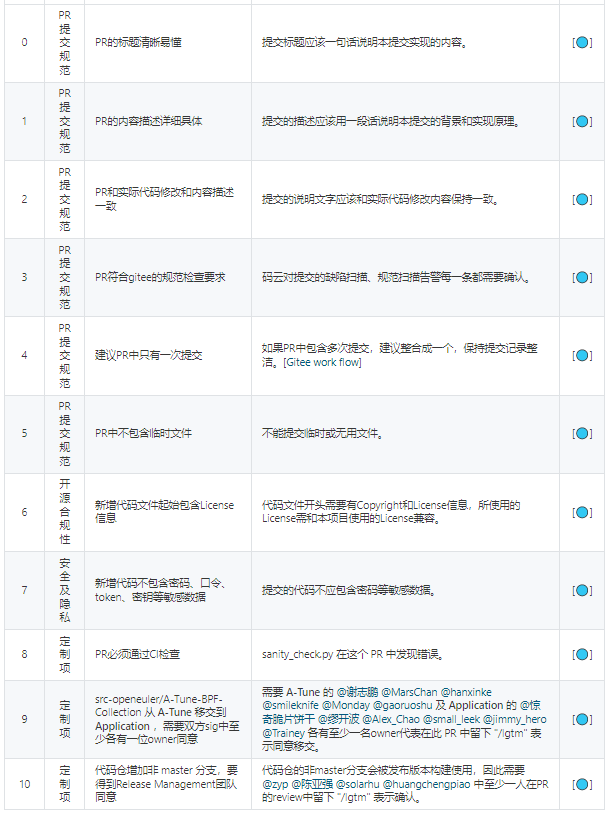 0 PR提交规范 PR的标题清晰易懂 提交标题应该一句话说明本提交实现的内容。 []
1 PR提交规范 PR的内容描述详细具体 提交的描述应该用一段话说明本提交的背景和实现原理。 []
2 PR提交规范 PR和实际代码修改和内容描述
一致 提交的说明文字应该和实际代码修改内容保持一致。 []
3 PR提交规范 PR符合gitee的规范检查要求 码云对提交的缺陷扫描、规范扫描告警每一条都需要确认。 []
4 PR提交规范 建议PR中只有一次提交 如果PR中包含多次提交，建议整合成一个，保持提交记录整
洁。[Gitee work flow] []
5 PR提交规范 PR中不包含临时文件 不能提交临时或无用文件。 []
6 开源合规性 新增代码文件起始包含License
信息 代码文件开头需要有Copyright和License信息，所使用的
License需和本项目使用的License兼容。 []
7 安全及隐私 新增代码不包含密码、口令、
token、密钥等敏感数据 提交的代码不应包含密码等敏感数据。 []
8 定制项 PR必须通过CI检查 sanity_check.py 在这个 PR 中发现错误。 []
9 定制项 src-openeuler/A-Tune-BPF-
Collection 从 A-Tune 移交到
Application ，需要双方sig中至
少各有一位owner同意
需要 A-Tune 的 @谢志鹏 @MarsChan @hanxinke
@smileknife @Monday @gaoruoshu 及 Application 的 @惊
奇脆片饼干 @缪开波 @Alex_Chao @small_leek @jimmy_hero
@Trainey 各有至少一名owner代表在此 PR 中留下 "/lgtm" 表
示同意移交。 []
10 定制项 代码仓增加非 master 分支，要
得到Release Management团队
同意
代码仓的非master分支会被发布版本构建使用，因此需要
@zyp @陈亚强 @solarhu @huangchengpiao 中至少一人在PR
的review中留下 "/lgtm" 表示确认。 []